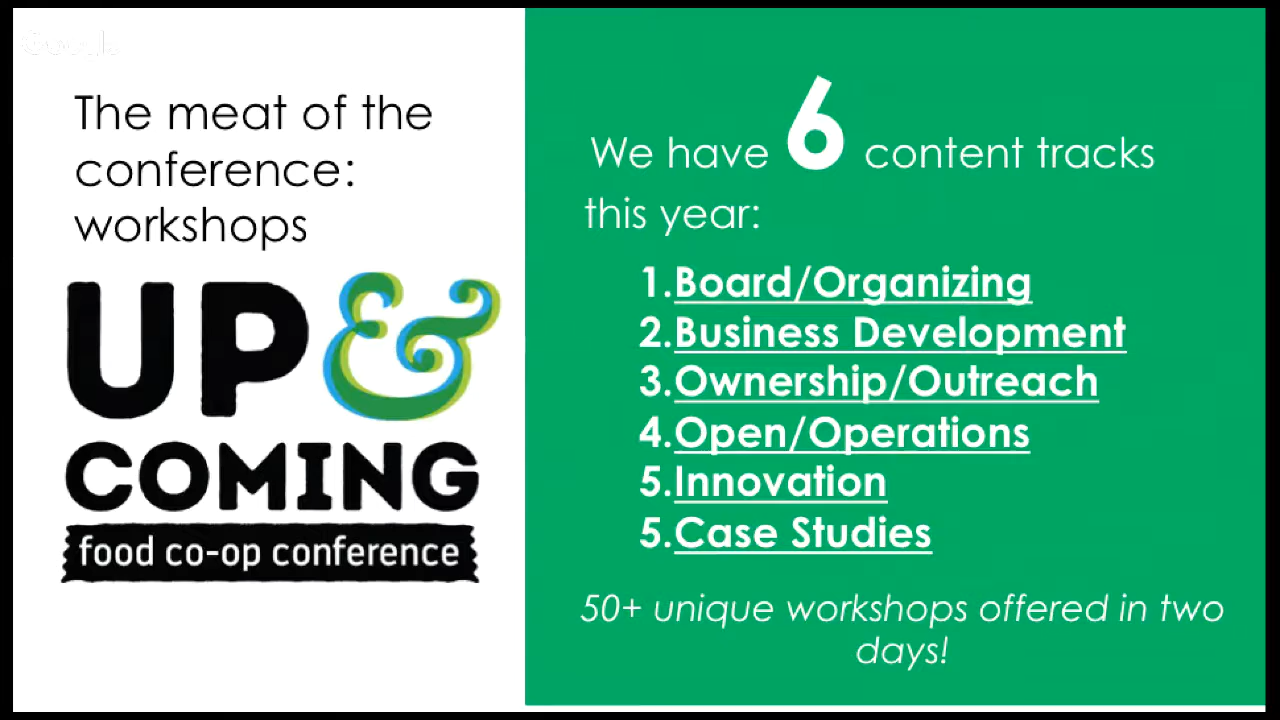 The meat of the
conference:
workshops
UP&
COMING
food co-op conference
We have 6 content tracks
this year:
1.Board/Organizing
2.Business Development
3.Ownership/Outreach
4.Open/Operations
5.Innovation
5.Case Studies
50+ unique workshops offered in two
days!